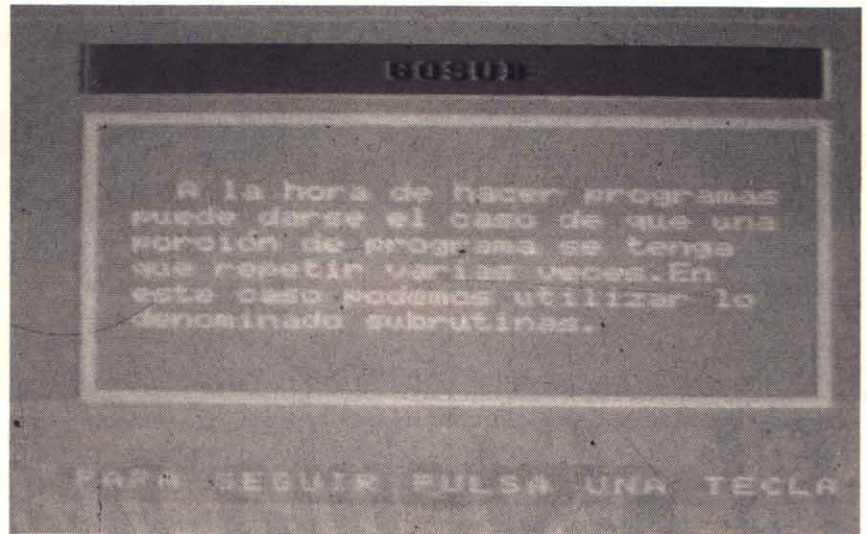 GOSUB
A la hora de hacer programas
puede darse el caso de que una
porción de programa se tenga
que repetir varias veces.En
este caso podemos utilizar lo
denominado subrutinas.
PARA SEGUIR PULSA UNA TECLA